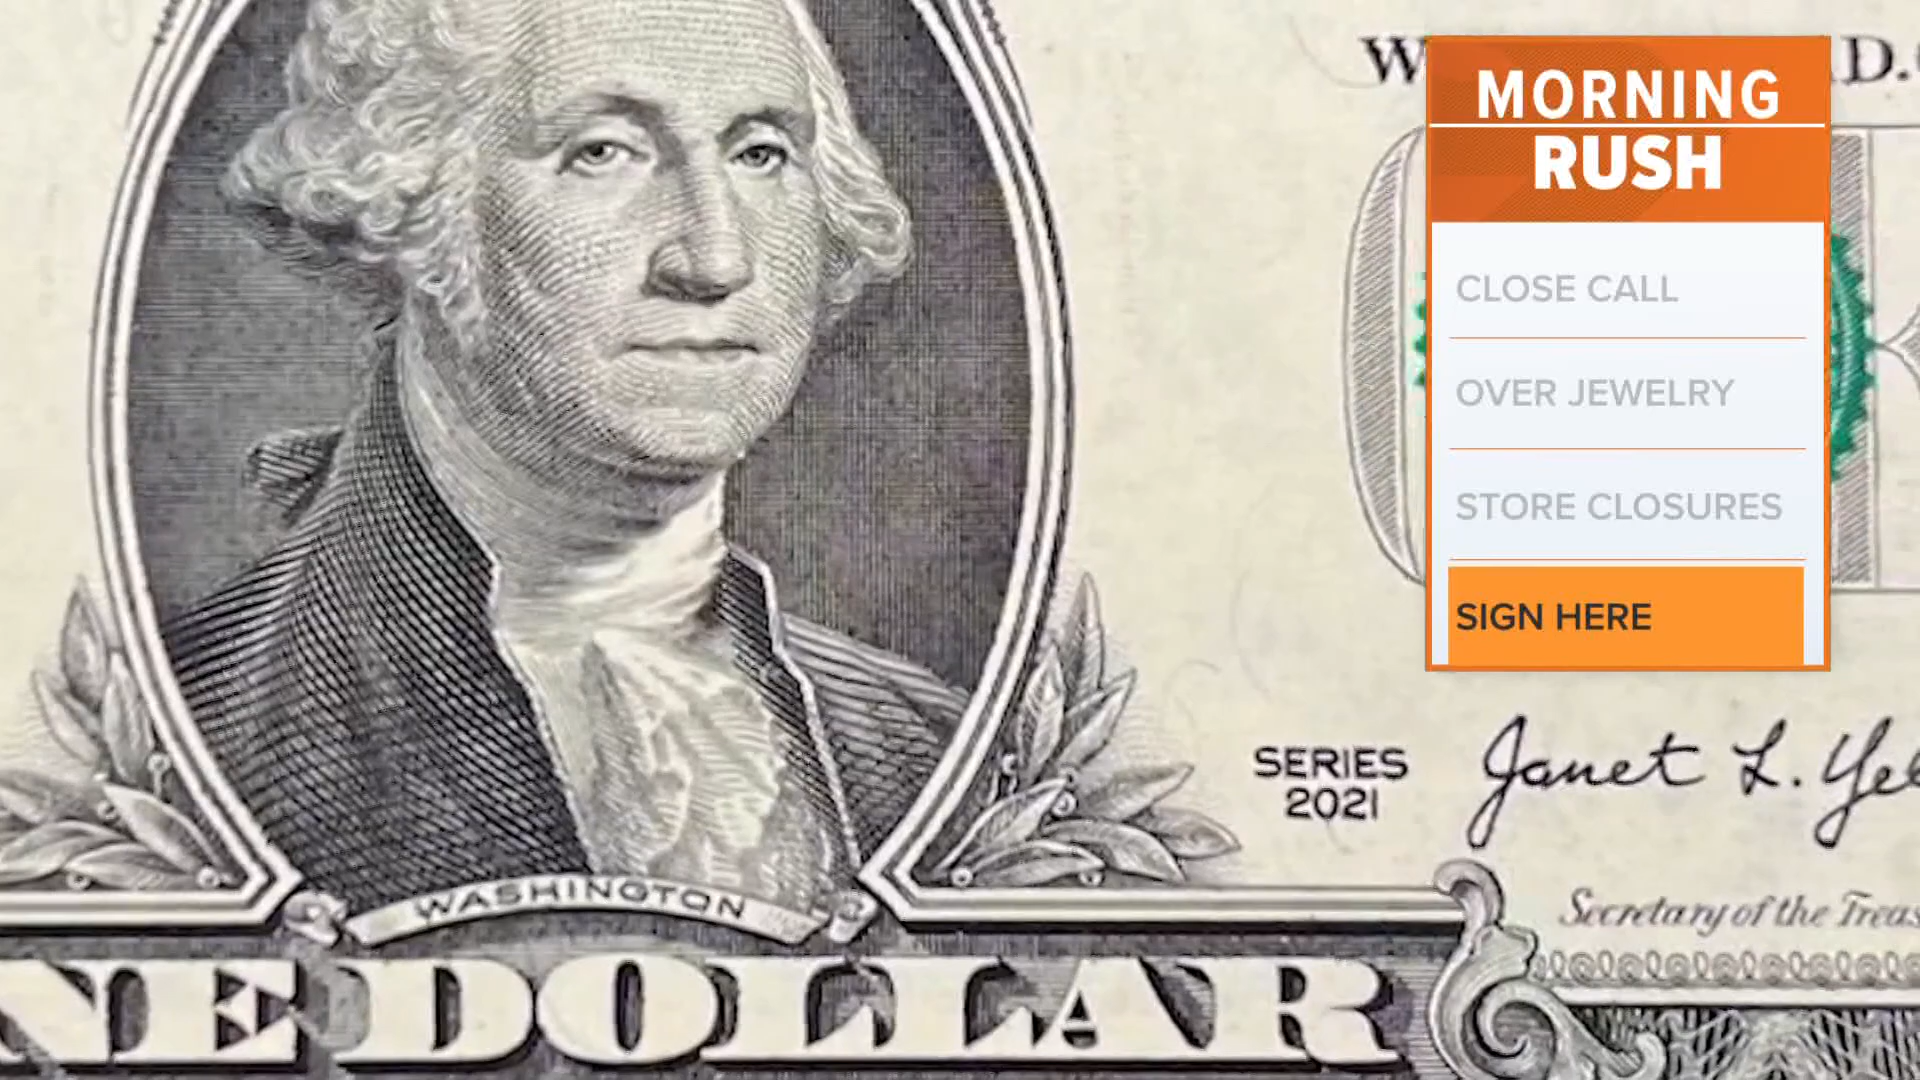 MORNING
RUSH
CLOSE CALL
OVER JEWELRY
STORE CLOSURES
SIGN HERE
SERIES
2021
Janet L. Yel
Secretary of the Treas
WASHINGTON
NE DOLLAR